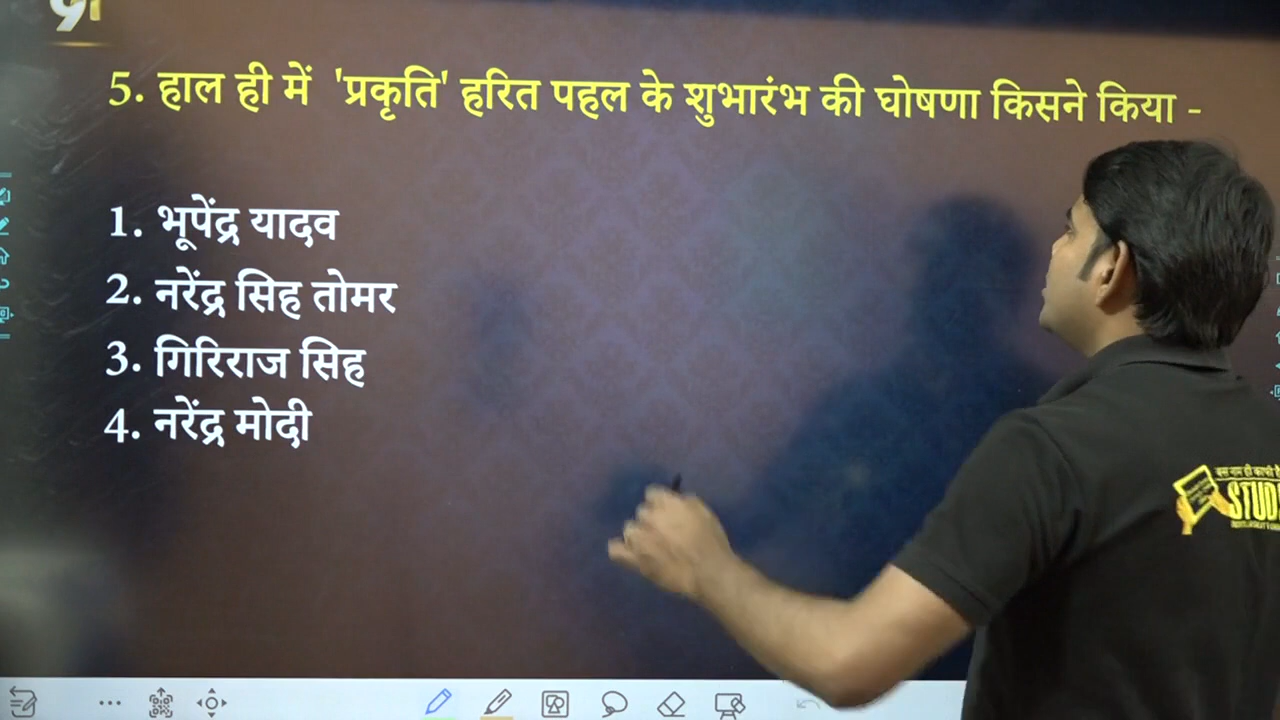 5. हाल ही में 'प्रकृति' हरित पहल के शुभारंभ की घोषणा किसने किया -
1. भूपेंद्र यादव
2. नरेंद्र सिंह तोमर
3. गिरिराज सिंह
4. नरेंद्र मोदी